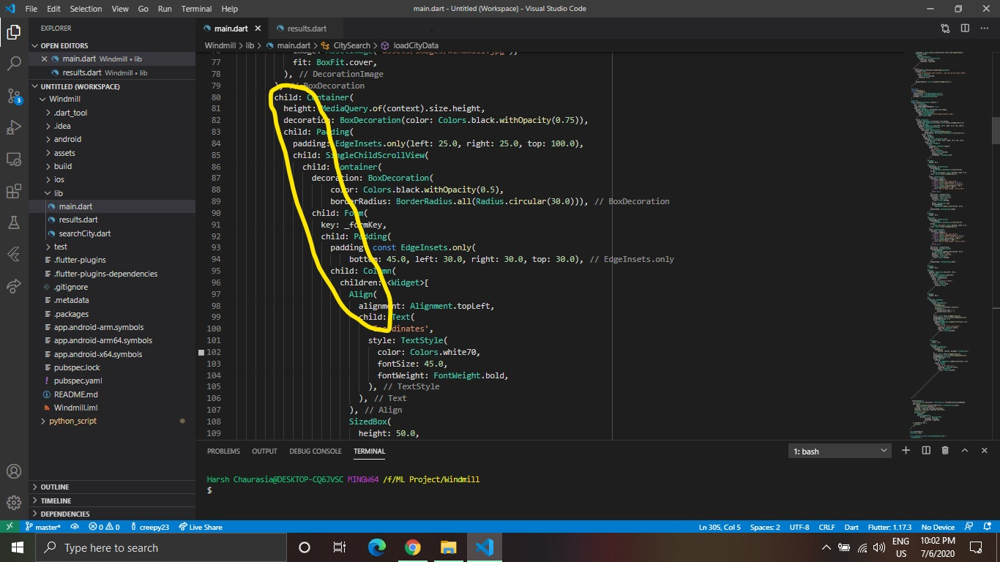 File Edit Selection View Go Run Terminal Help
main.dart - Untitled (Workspace) - Visual Studio Code
EXPLORER
OPEN EDITORS
main.dart Windmill • lib
results.dart Windmill • lib
UNTITLED (WORKSPACE)
Windmill
.dart_tool
.idea
android
assets
build
ios
lib
main.dart
results.dart
searchCity.dart
test
.flutter-plugins
.flutter-plugins-dependencies
.gitignore
.metadata
.packages
app.android-arm.symbols
app.android-arm64.symbols
app.android-x64.symbols
pubspec.lock
pubspec.yaml
README.md
Windmill.iml
python_script
OUTLINE
TIMELINE
DEPENDENCIES
3
main.dart
results.dart
Windmill > lib > main.dart > CitySearch > loadCityData
77 fit: BoxFit.cover,
78 ), // DecorationImage
79 ), // BoxDecoration
80 child: Container(
81 height: MediaQuery.of(context).size.height,
82 decoration: BoxDecoration(color: Colors.black.withOpacity(0.75)),
83 child: Padding(
84 padding: EdgeInsets.only(left: 25.0, right: 25.0, top: 100.0),
85 child: SingleChildScrollView(
86 child: Container(
87 decoration: BoxDecoration(
88 color: Colors.black.withOpacity(0.5),
89 borderRadius: BorderRadius.all(Radius.circular(30.0))), // BoxDecoration
90 child: Form(
91 key: _formKey,
92 child: Padding(
93 padding: const EdgeInsets.only(
94 bottom: 45.0, left: 30.0, right: 30.0, top: 30.0), // EdgeInsets.only
95 child: Column(
96 children: <Widget>[
97 Align(
98 alignment: Alignment.topLeft,
99 child: Text(
100 'Coordinates',
101 style: TextStyle(
102 color: Colors.white70,
103 fontSize: 45.0,
104 fontWeight: FontWeight.bold,
105 ), // TextStyle
106 ), // Text
107 ), // Align
108 SizedBox(
109 height: 50.0,
PROBLEMS OUTPUT DEBUG CONSOLE TERMINAL
1: bash
Harsh Chaurasia@DESKTOP-CQ6JVSC MINGW64 /f/ML Project/Windmill
$
master* 0 0 creepy23 Live Share
Ln 305, Col 5 Spaces: 2 UTF-8 CRLF Dart Flutter: 1.17.3 No Device
Type here to search
ENG
US
10:02 PM
7/6/2020